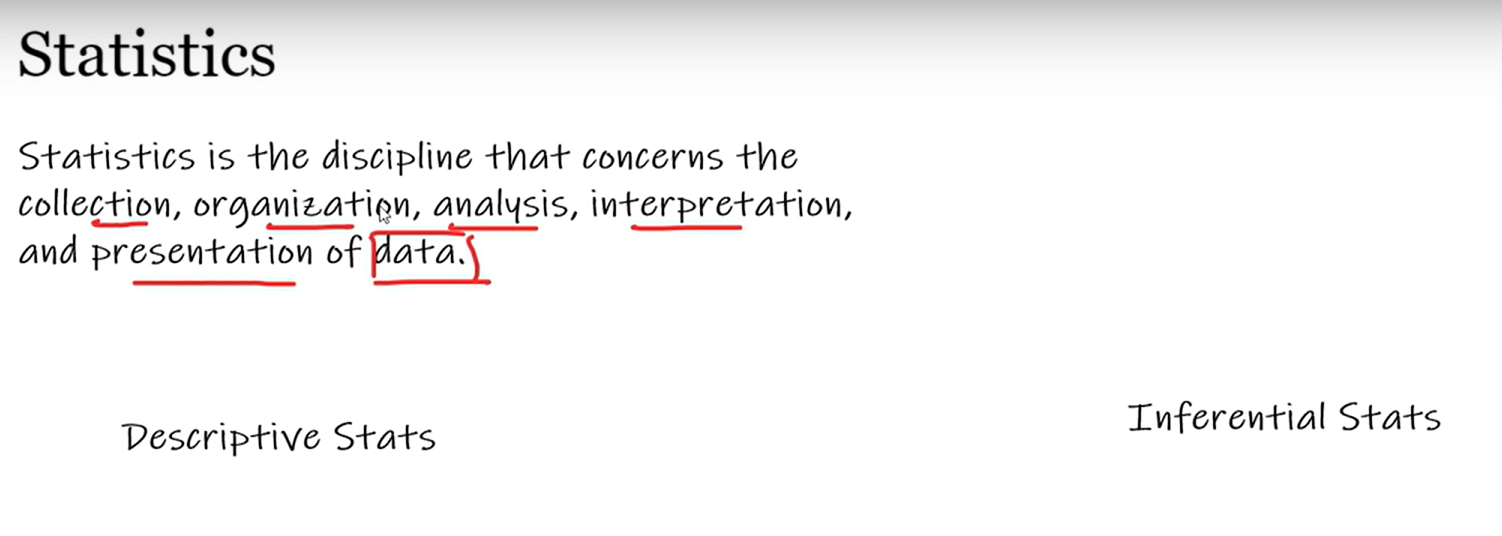 Statistics
Statistics is the discipline that concerns the
collection, organization, analysis, interpretation,
and presentation of data.
Inferential Stats
Descriptive Stats